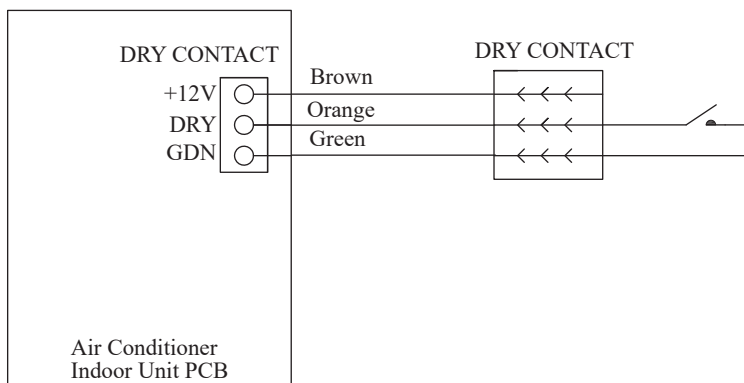 DRY CONTACT
DRY CONTACT
+12V
Brown
DRY
Orange
GDN
Green
Air Conditioner
Indoor Unit PCB